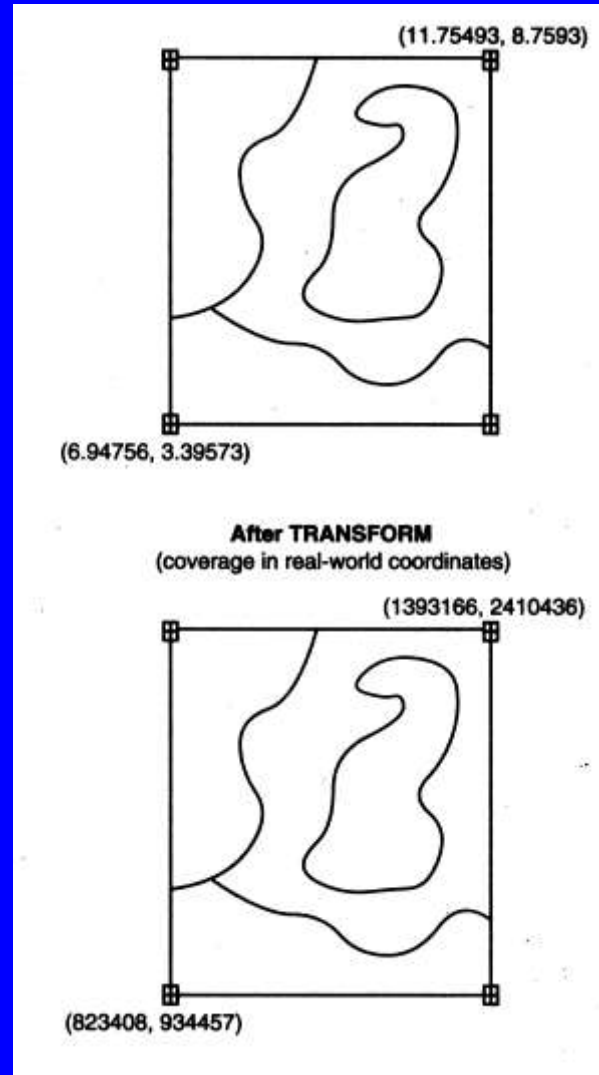 (11.75493, 8.7593)
(6.94756, 3.39573)
After TRANSFORM
(coverage in real-world coordinates)
(1393166, 2410436)
(823408, 934457)